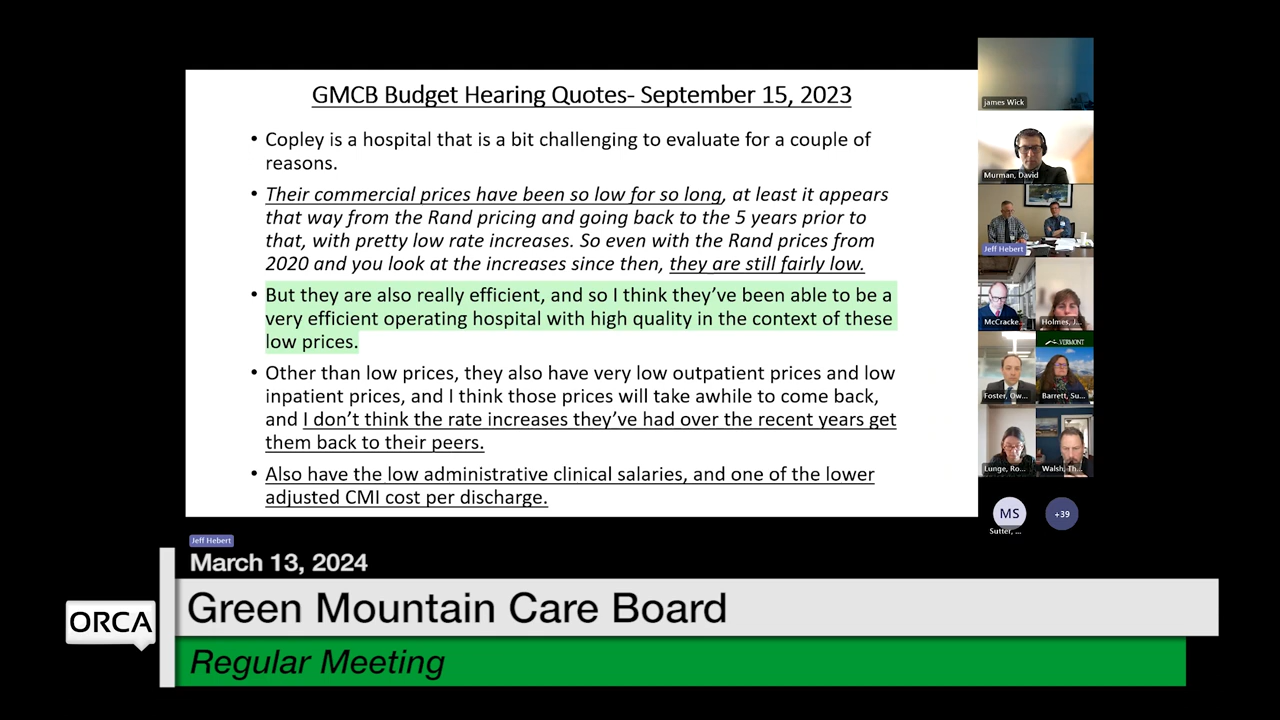 GMCB Budget Hearing Quotes- September 15, 2023
• Copley is a hospital that is a bit challenging to evaluate for a couple of
reasons.
• Their commercial prices have been so low for so long, at least it appears
that way from the Rand pricing and going back to the 5 years prior to
that, with pretty low rate increases. So even with the Rand prices from
2020 and you look at the increases since then, they are still fairly low.
• But they are also really efficient, and so I think they’ve been able to be a
very efficient operating hospital with high quality in the context of these
low prices.
• Other than low prices, they also have very low outpatient prices and low
inpatient prices, and I think those prices will take awhile to come back,
and I don’t think the rate increases they’ve had over the recent years get
them back to their peers.
• Also have the low administrative clinical salaries, and one of the lower
adjusted CMI cost per discharge.
james Wick
Murman, David
Jeff Hebert
McCracke...
Holmes, J...
VERMONT
Foster, Ow...
Barrett, Su...
Lunge, Ro...
Walsh, Th...
MS
+39
Sutter, ...
Jeff Hebert
March 13, 2024
ORCA
Green Mountain Care Board
Regular Meeting